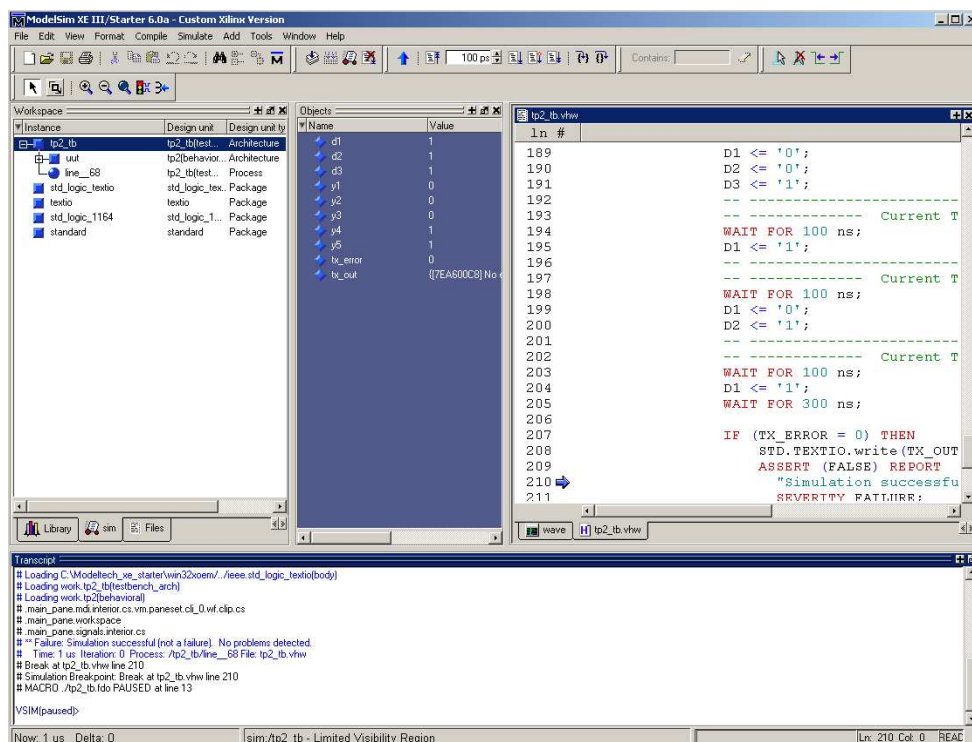 ModelSim XE III/Starter 6.0a - Custom Xilinx Version
File Edit View Format Compile Simulate Add Tools Window Help
100 ps
Contains:
Workspace
Instance Design unit Design unit ty
tp2_tb tp2_tb(test... Architecture
uut tp2(behavior... Architecture
line__68 tp2_tb(test... Process
std_logic_textio std_logic_tex... Package
textio textio Package
std_logic_1164 std_logic_1... Package
standard standard Package
Library sim Files
Objects
Name Value
d1 1
d2 1
d3 1
y1 0
y2 0
y3 0
y4 1
y5 1
tx_error 0
tx_out {[7EA600C8] No e
tp2_tb.vhw
ln #
189 D1 <= '0';
190 D2 <= '0';
191 D3 <= '1';
192 -- -------------------------
193 -- ------------- Current T
194 WAIT FOR 100 ns;
195 D1 <= '1';
196 -- -------------------------
197 -- ------------- Current T
198 WAIT FOR 100 ns;
199 D1 <= '0';
200 D2 <= '1';
201 -- -------------------------
202 -- ------------- Current T
203 WAIT FOR 100 ns;
204 D1 <= '1';
205 WAIT FOR 300 ns;
206
207 IF (TX_ERROR = 0) THEN
208 STD.TEXTIO.write(TX_OUT
209 ASSERT (FALSE) REPORT
210 "Simulation successfu
211 SEVERITY FAILURE;
wave tp2_tb.vhw
Transcript
# Loading C:\Modeltech_xe_starter\win32xoem/../ieee.std_logic_textio(body)
# Loading work.tp2_tb(testbench_arch)
# Loading work.tp2(behavioral)
# .main_pane.mdi.interior.cs.vm.paneset.cli_0.wf.clip.cs
# .main_pane.workspace
# .main_pane.signals.interior.cs
# ** Failure: Simulation successful (not a failure). No problems detected.
# Time: 1 us Iteration: 0 Process: /tp2_tb/line__68 File: tp2_tb.vhw
# Break at tp2_tb.vhw line 210
# Simulation Breakpoint: Break at tp2_tb.vhw line 210
# MACRO ./tp2_tb.fdo PAUSED at line 13
VSIM(paused)>
Now: 1 us Delta: 0 sim:/tp2_tb - Limited Visibility Region Ln: 210 Col: 0 READ